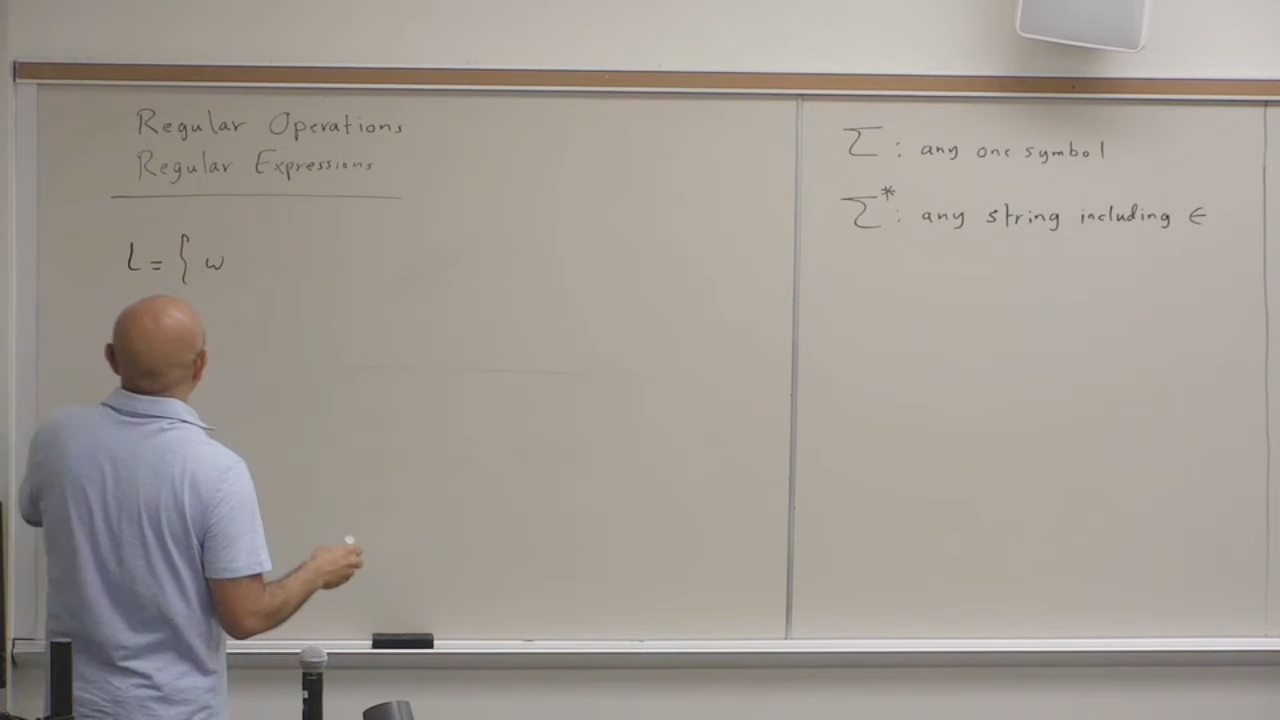 Regular Operations
Regular Expressions
L = { w
Σ : any one symbol
Σ* : any string including ∈